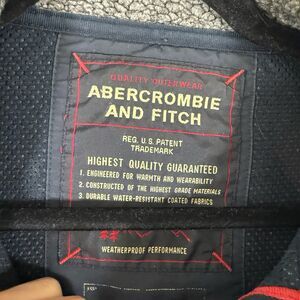 QUALITY OUTERWEAR
ABERCROMBIE
AND FITCH
REG. U.S. PATENT
TRADEMARK
HIGHEST QUALITY GUARANTEED
1. ENGINEERED FOR WARMTH AND WEARABILITY
2. CONSTRUCTED OF THE HIGHEST GRADE MATERIALS
3. DURABLE WATER-RESISTANT COATED FABRICS
WEATHERPROOF PERFORMANCE